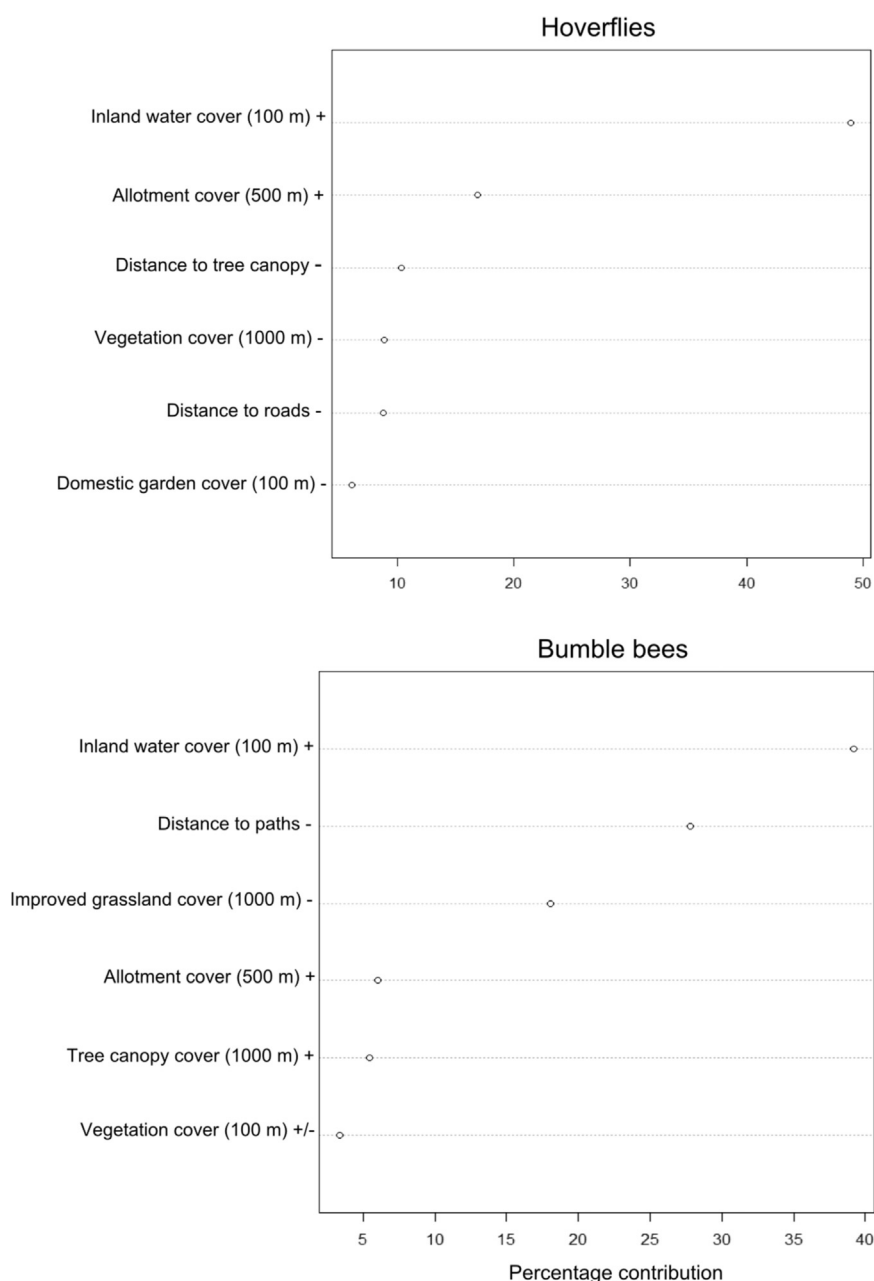 Hoverflies
Inland water cover (100 m) +
Allotment cover (500 m) +
Distance to tree canopy -
Vegetation cover (1000 m) -
Distance to roads -
Domestic garden cover (100 m) -
10 20 30 40 50
Bumble bees
Inland water cover (100 m) +
Distance to paths -
Improved grassland cover (1000 m) -
Allotment cover (500 m) +
Tree canopy cover (1000 m) +
Vegetation cover (100 m) +/-
5 10 15 20 25 30 35 40
Percentage contribution